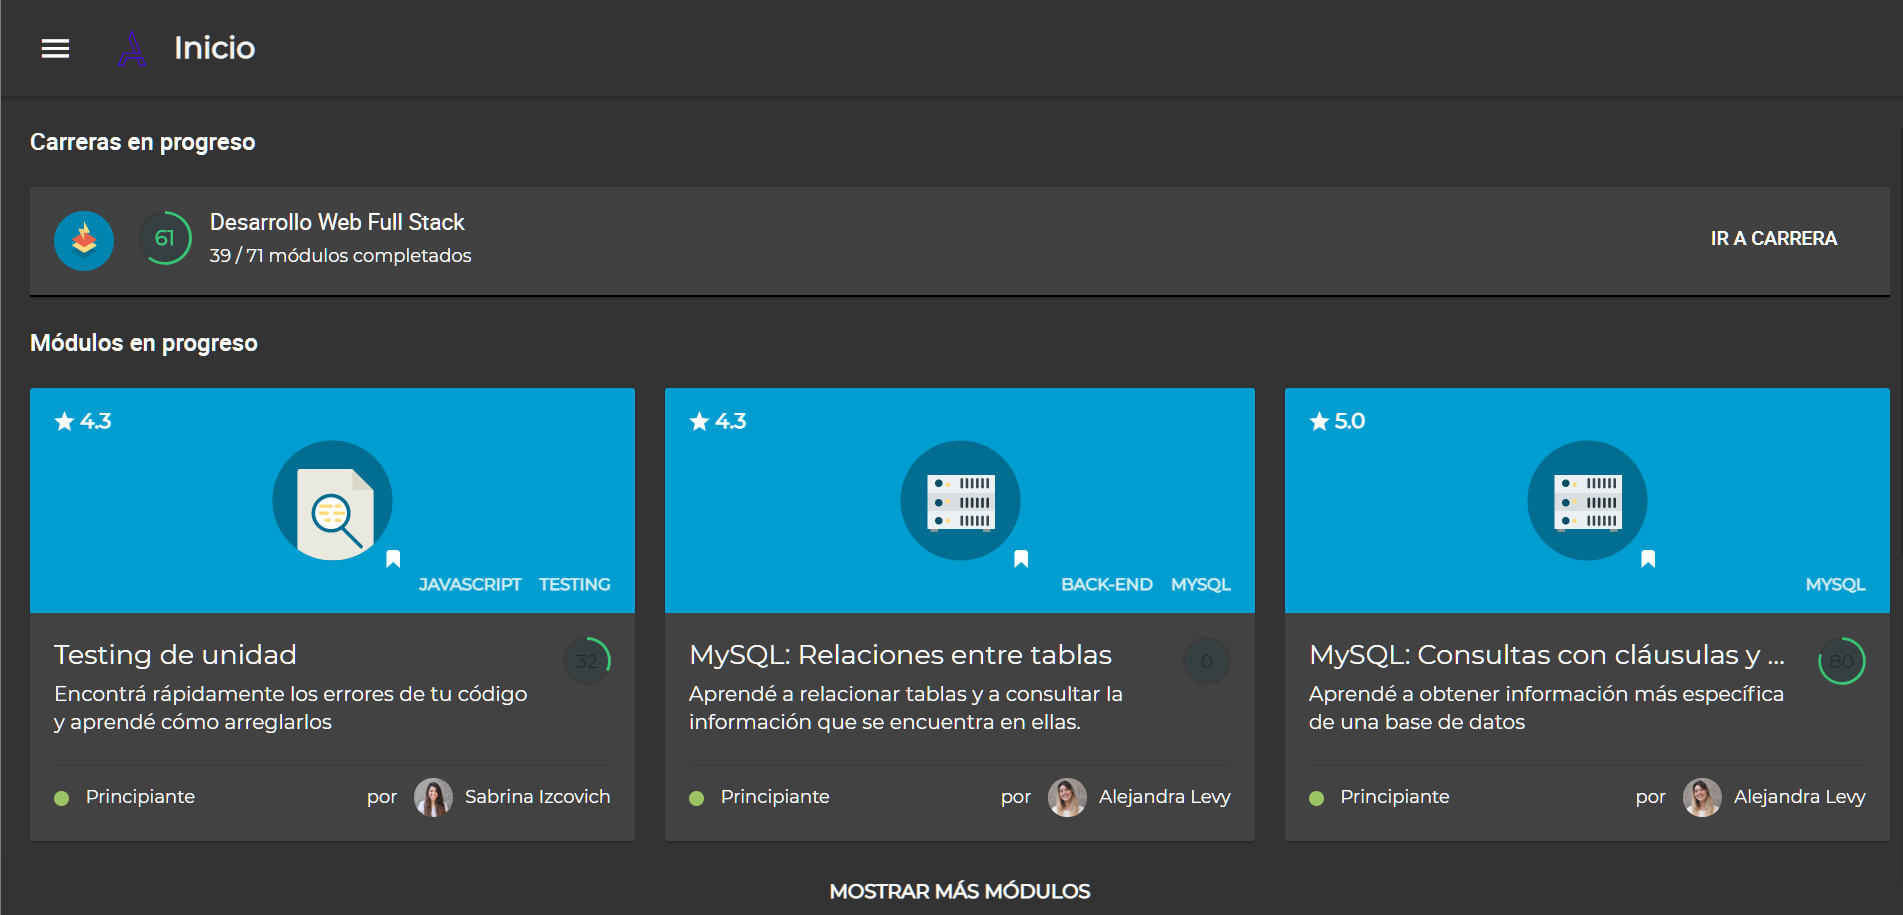 Inicio
Carreras en progreso
61
Desarrollo Web Full Stack
39 / 71 módulos completados
IR A CARRERA
Módulos en progreso
4.3
JAVASCRIPT TESTING
Testing de unidad
32
Encontrá rápidamente los errores de tu código
y aprendé cómo arreglarlos
Principiante
por Sabrina Izcovich
4.3
BACK-END MYSQL
MySQL: Relaciones entre tablas
0
Aprendé a relacionar tablas y a consultar la
información que se encuentra en ellas.
Principiante
por Alejandra Levy
5.0
MYSQL
MySQL: Consultas con cláusulas y ...
80
Aprendé a obtener información más específica
de una base de datos
Principiante
por Alejandra Levy
MOSTRAR MÁS MÓDULOS